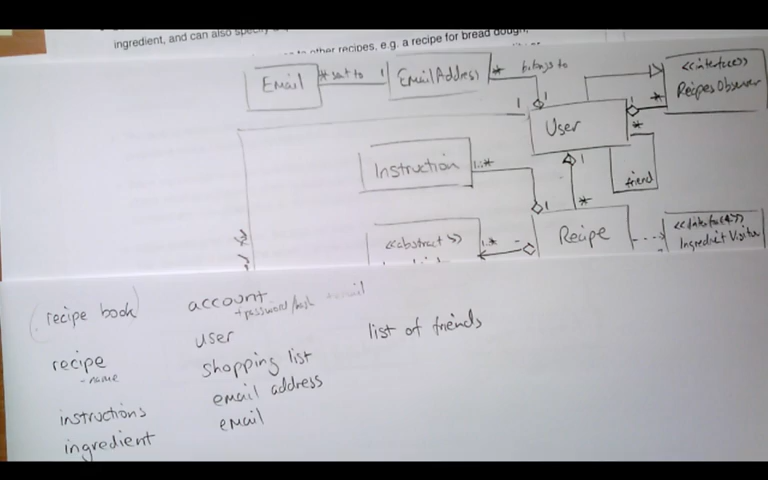 ingredient, and can also specify
to other recipes, e.g. a recipe for bread dough,
Email
* sent to 1
EmailAddress
* belongs to
1
<<interface>>
RecipesObserver
1
User
1 *
*
friend
Instruction
1..*
1
1
*
<<abstract>>
1..*
Recipe
<<interface>>
Ingredient Visitor
(recipe book)
account
+password/hash
user
list of friends
recipe
-name
shopping list
email address
instructions
email
ingredient